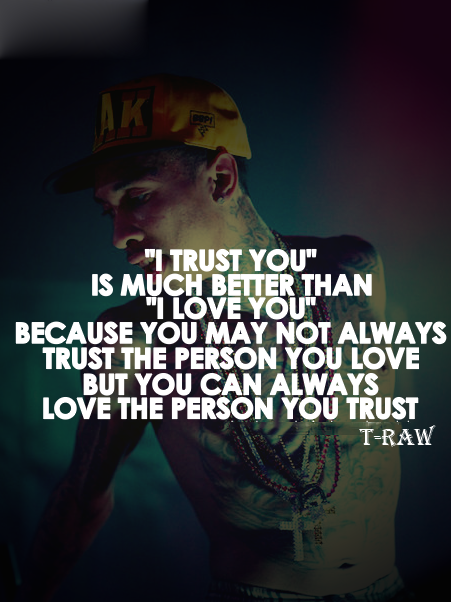 AK
"I TRUST YOU"
IS MUCH BETTER THAN
"I LOVE YOU"
BECAUSE YOU MAY NOT ALWAYS
TRUST THE PERSON YOU LOVE
BUT YOU CAN ALWAYS
LOVE THE PERSON YOU TRUST
T-RAW